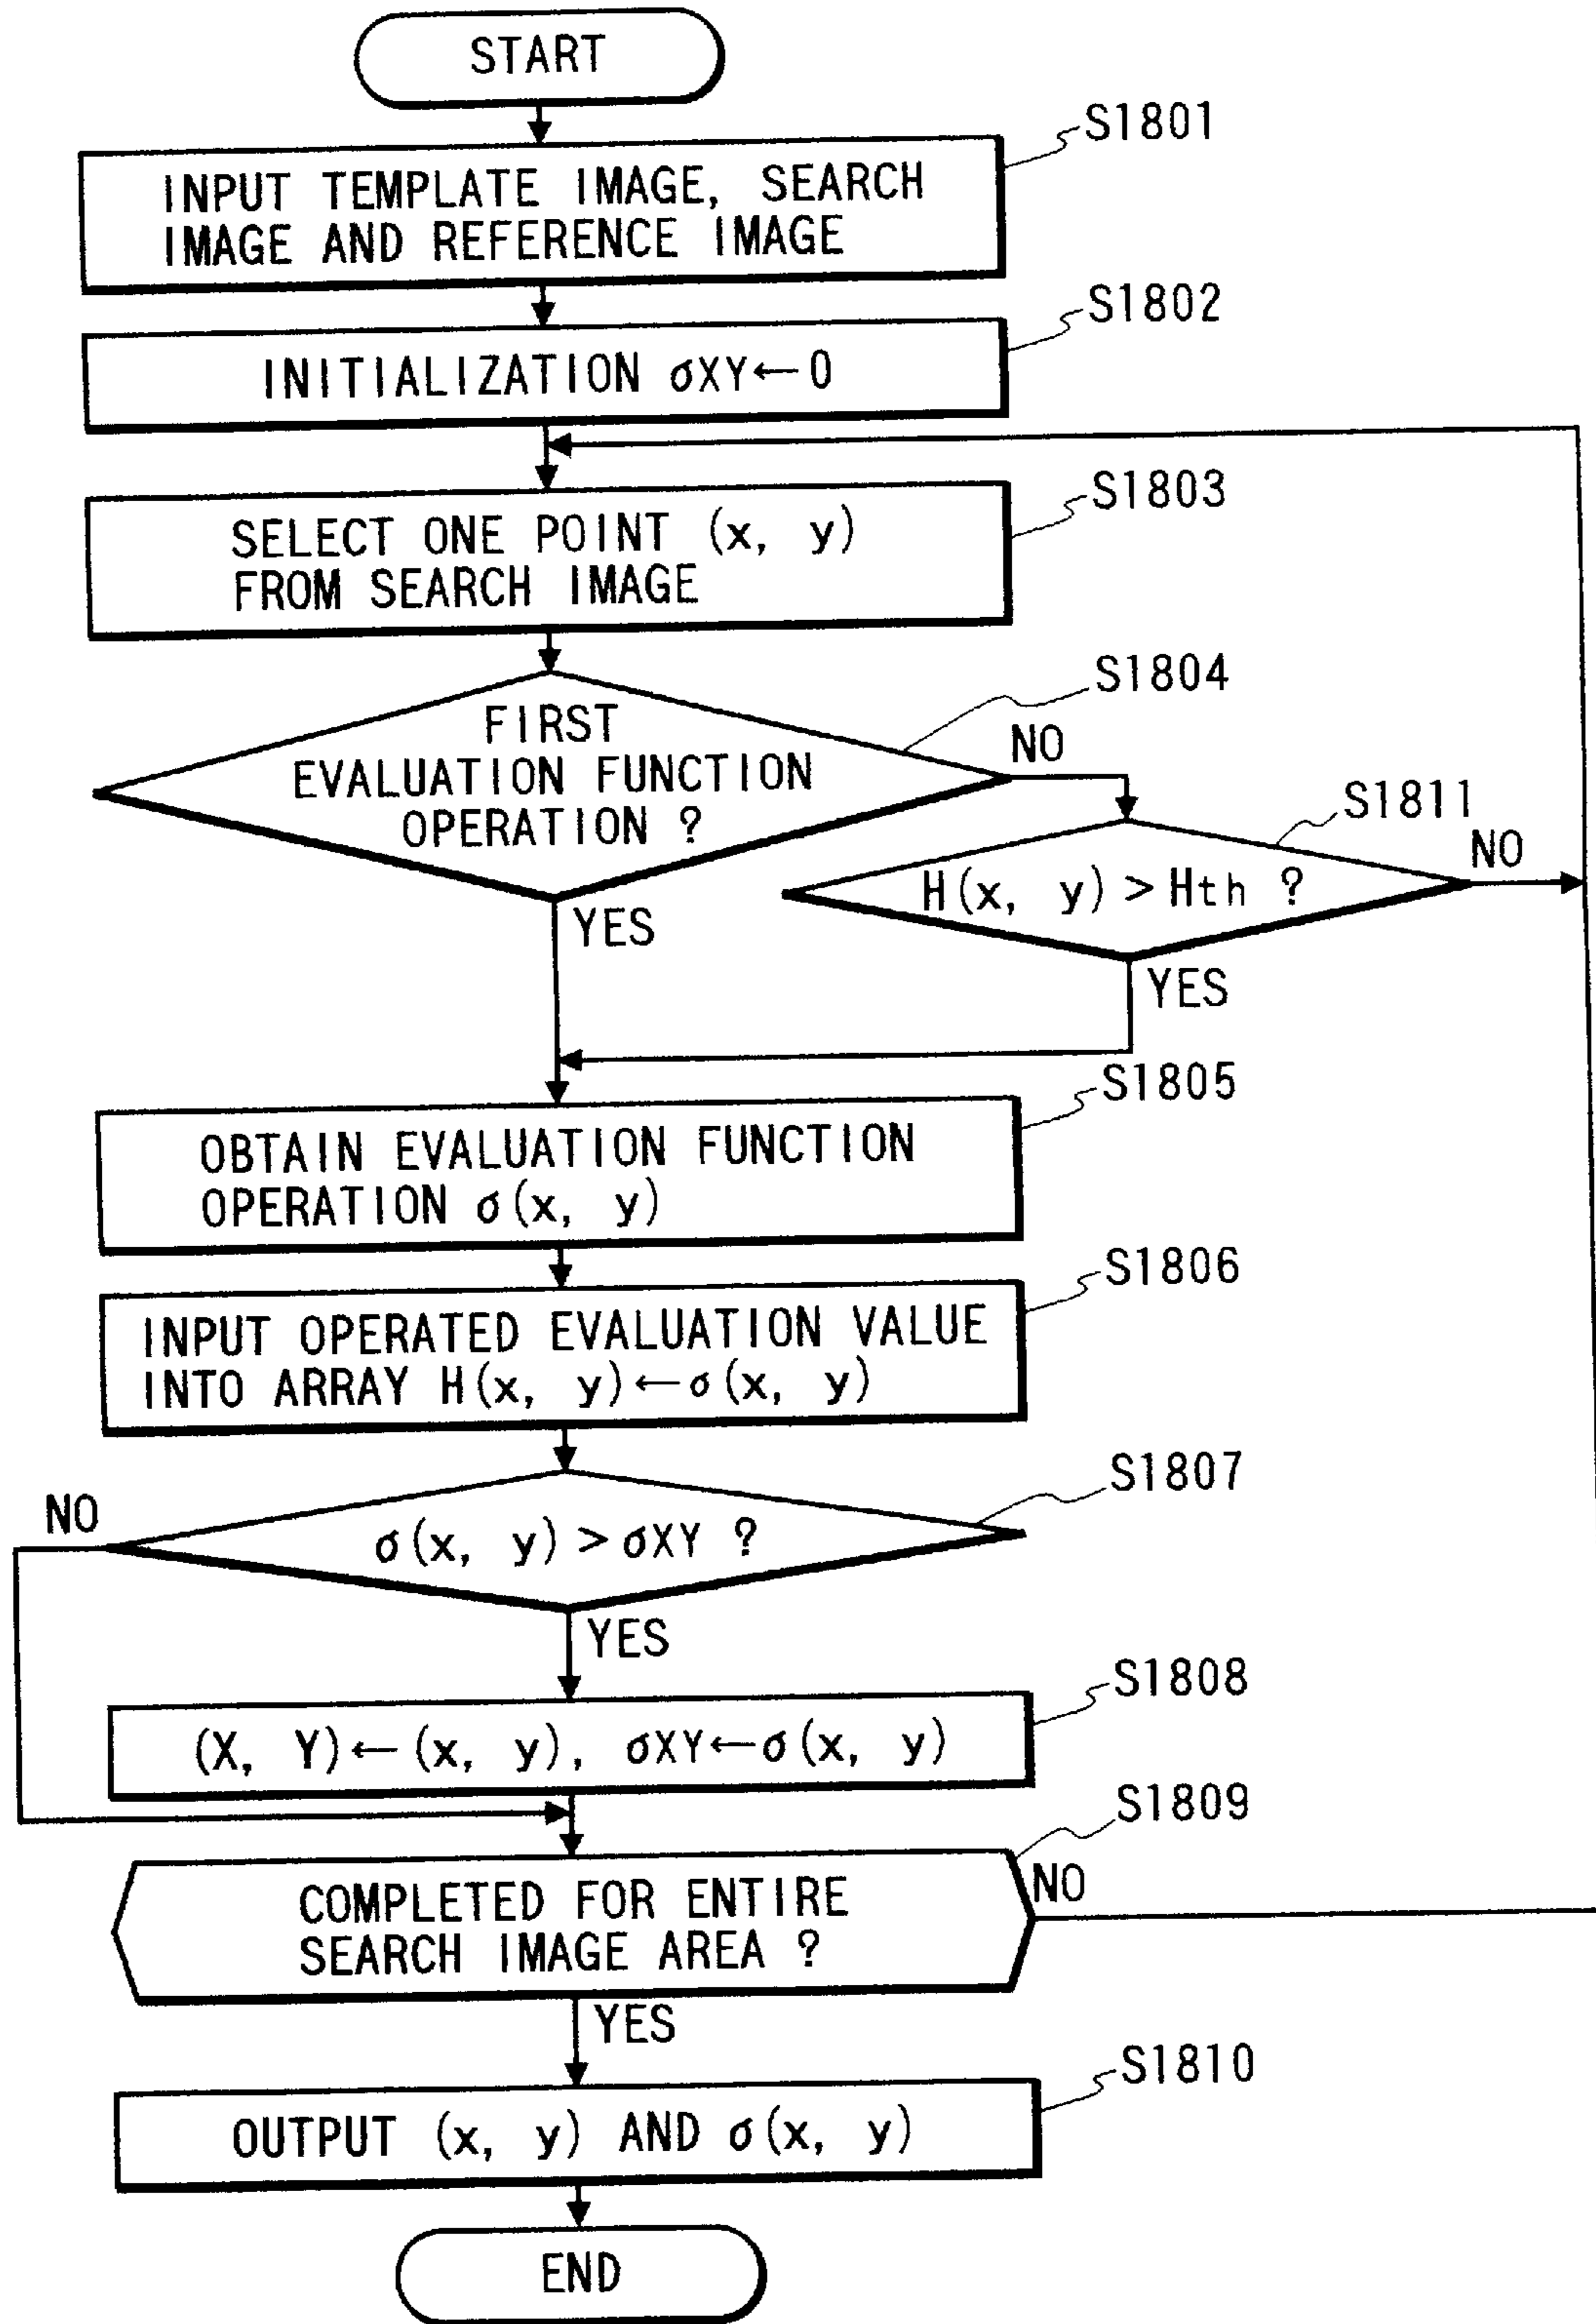 START
S1801
INPUT TEMPLATE IMAGE, SEARCH
IMAGE AND REFERENCE IMAGE
S1802
INITIALIZATION σXY←0
S1803
SELECT ONE POINT (x, y)
FROM SEARCH IMAGE
S1804
FIRST
EVALUATION FUNCTION
OPERATION ?
NO
YES
S1811
H(x, y)>Hth ?
NO
YES
S1805
OBTAIN EVALUATION FUNCTION
OPERATION σ(x, y)
S1806
INPUT OPERATED EVALUATION VALUE
INTO ARRAY H(x, y)←σ(x, y)
S1807
NO
σ(x, y)>σXY ?
YES
S1808
(X, Y)←(x, y), σXY←σ(x, y)
S1809
COMPLETED FOR ENTIRE
SEARCH IMAGE AREA ?
NO
YES
S1810
OUTPUT (x, y) AND σ(x, y)
END